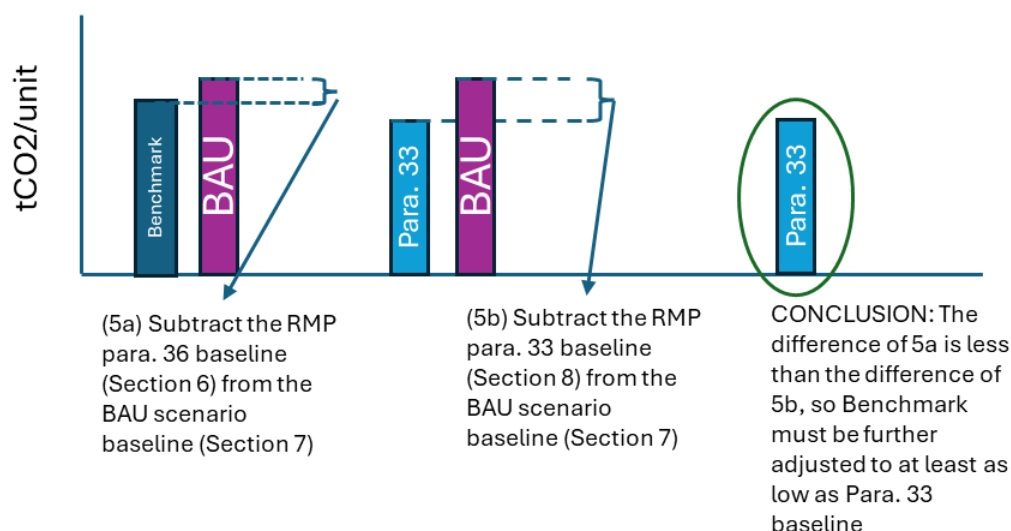 tCO2/unit
Benchmark
BAU
Para. 33
BAU
Para. 33
(5a) Subtract the RMP
para. 36 baseline
(Section 6) from the
BAU scenario
baseline (Section 7)
(5b) Subtract the RMP
para. 33 baseline
(Section 8) from the
BAU scenario
baseline (Section 7)
CONCLUSION: The
difference of 5a is less
than the difference of
5b, so Benchmark
must be further
adjusted to at least as
low as Para. 33
baseline